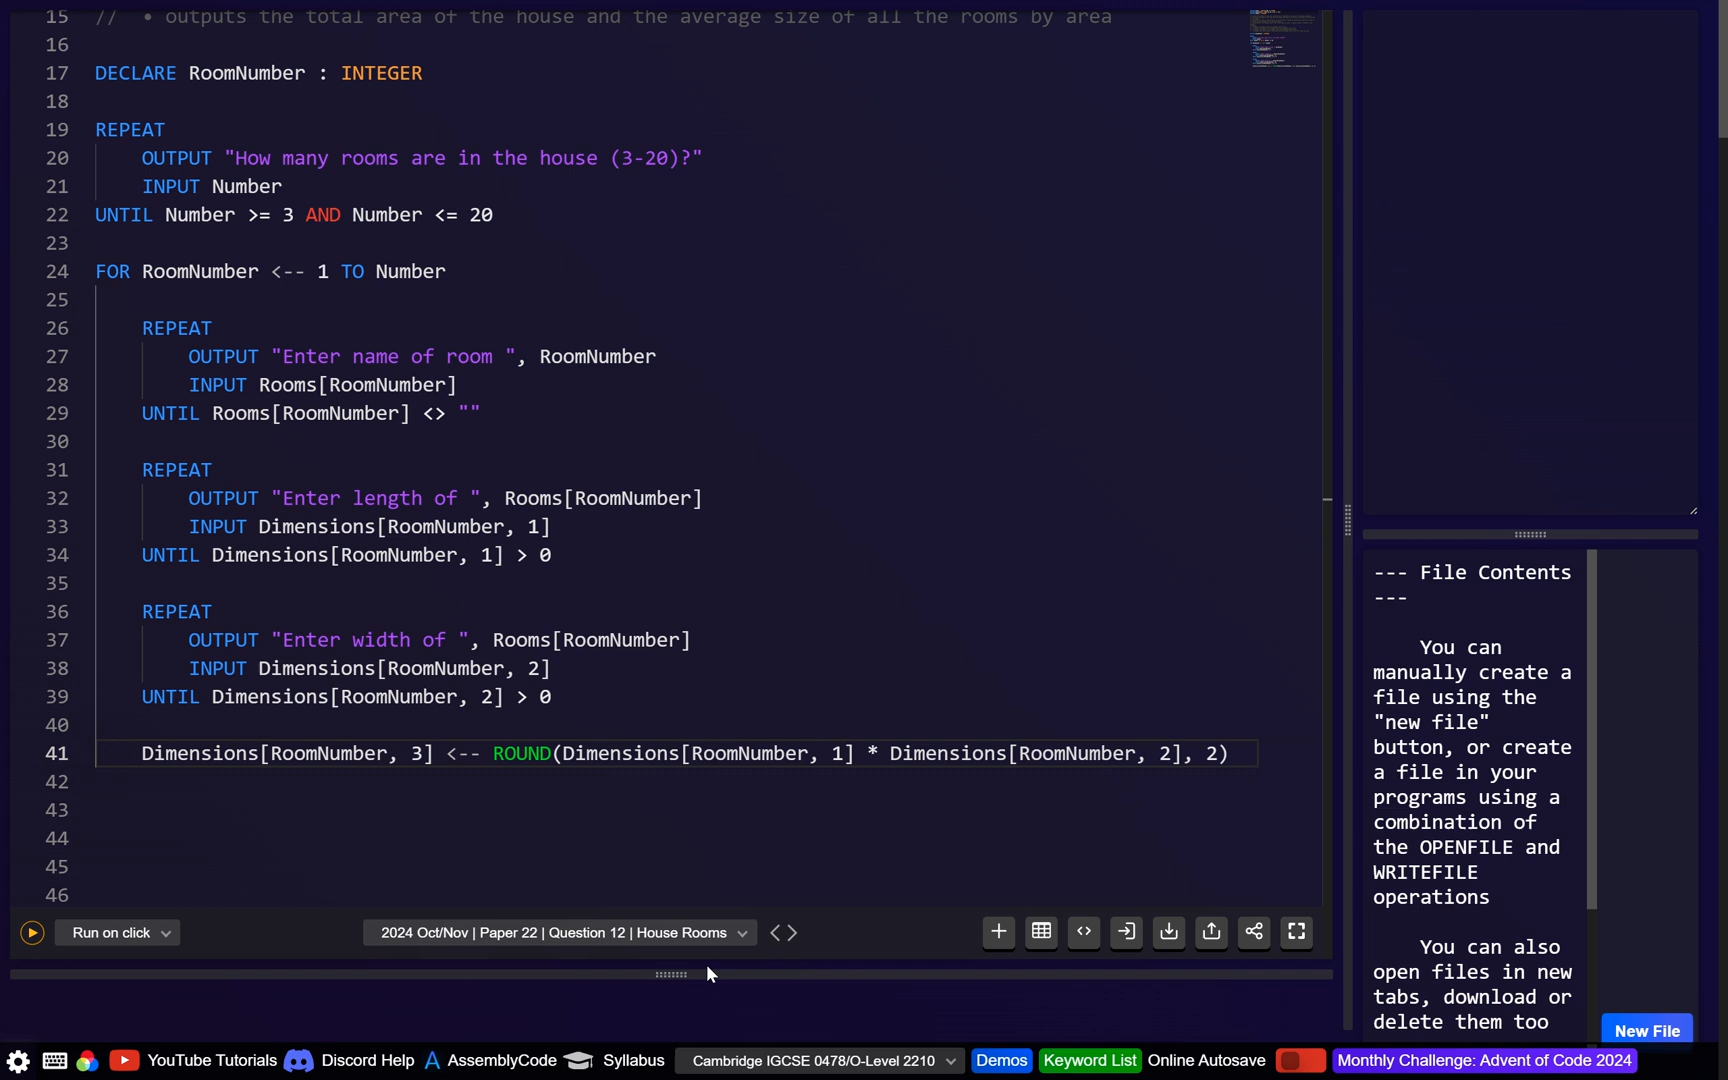 15 // • outputs the total area of the house and the average size of all the rooms by area
16
17 DECLARE RoomNumber : INTEGER
18
19 REPEAT
20 OUTPUT "How many rooms are in the house (3-20)?"
21 INPUT Number
22 UNTIL Number >= 3 AND Number <= 20
23
24 FOR RoomNumber <-- 1 TO Number
25
26 REPEAT
27 OUTPUT "Enter name of room ", RoomNumber
28 INPUT Rooms[RoomNumber]
29 UNTIL Rooms[RoomNumber] <> ""
30
31 REPEAT
32 OUTPUT "Enter length of ", Rooms[RoomNumber]
33 INPUT Dimensions[RoomNumber, 1]
34 UNTIL Dimensions[RoomNumber, 1] > 0
35
36 REPEAT
37 OUTPUT "Enter width of ", Rooms[RoomNumber]
38 INPUT Dimensions[RoomNumber, 2]
39 UNTIL Dimensions[RoomNumber, 2] > 0
40
41 Dimensions[RoomNumber, 3] <-- ROUND(Dimensions[RoomNumber, 1] * Dimensions[RoomNumber, 2], 2)
42
43
44
45
46
Run on click
2024 Oct/Nov | Paper 22 | Question 12 | House Rooms
--- File Contents
---
You can
manually create a
file using the
"new file"
button, or create
a file in your
programs using a
combination of
the OPENFILE and
WRITEFILE
operations
You can also
open files in new
tabs, download or
delete them too
New File
YouTube Tutorials
Discord Help
AssemblyCode
Syllabus
Cambridge IGCSE 0478/O-Level 2210
Demos
Keyword List
Online Autosave
Monthly Challenge: Advent of Code 2024